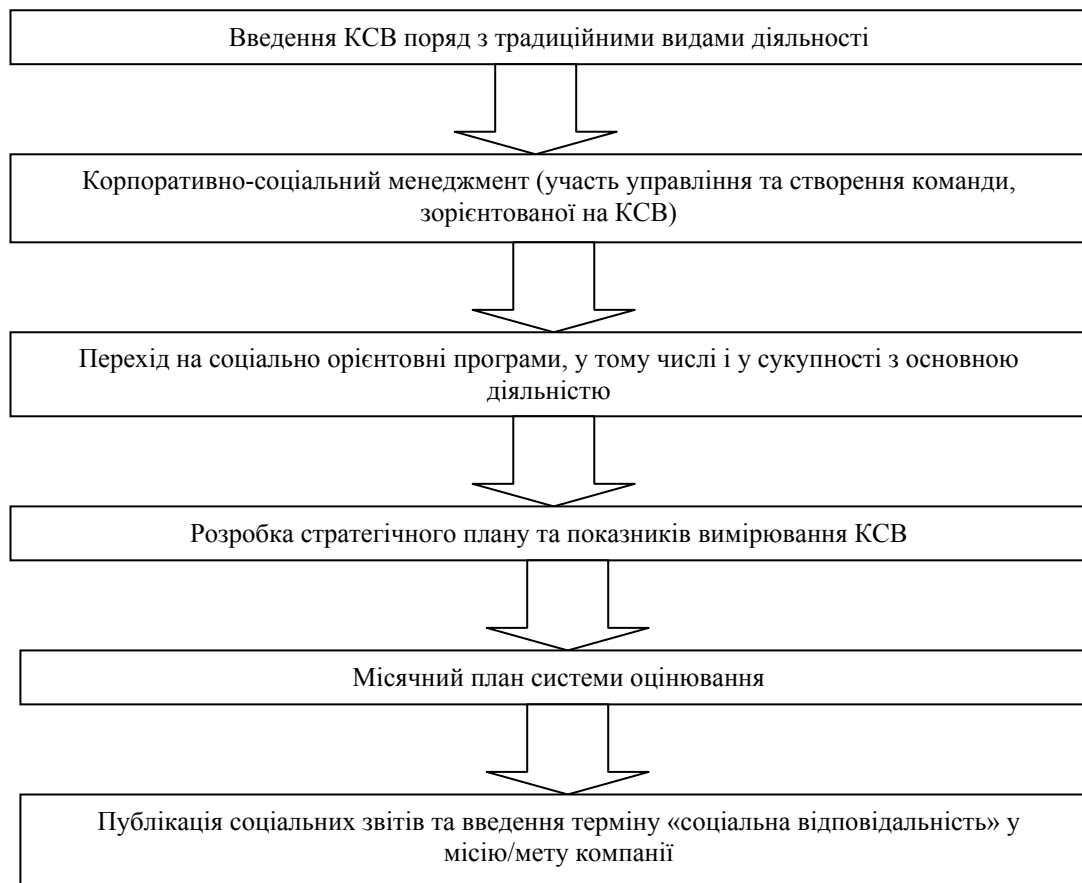 Введення КСВ поряд з традиційними видами діяльності
Корпоративно-соціальний менеджмент (участь управління та створення команди,
зорієнтованої на КСВ)
Перехід на соціально орієнтовні програми, у тому числі і у сукупності з основною
діяльністю
Розробка стратегічного плану та показників вимірювання КСВ
Місячний план системи оцінювання
Публікація соціальних звітів та введення терміну «соціальна відповідальність» у
місію/мету компанії